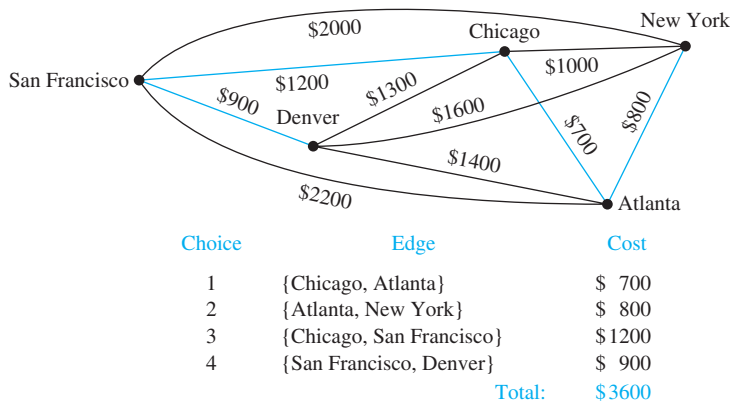 New York
$2000
Chicago
San Francisco
$1200
$1000
$900
$1300
Denver
$1600
$700
$800
$1400
$2200
Atlanta
Choice Edge Cost
1 {Chicago, Atlanta} $ 700
2 {Atlanta, New York} $ 800
3 {Chicago, San Francisco} $1200
4 {San Francisco, Denver} $ 900
Total: $3600